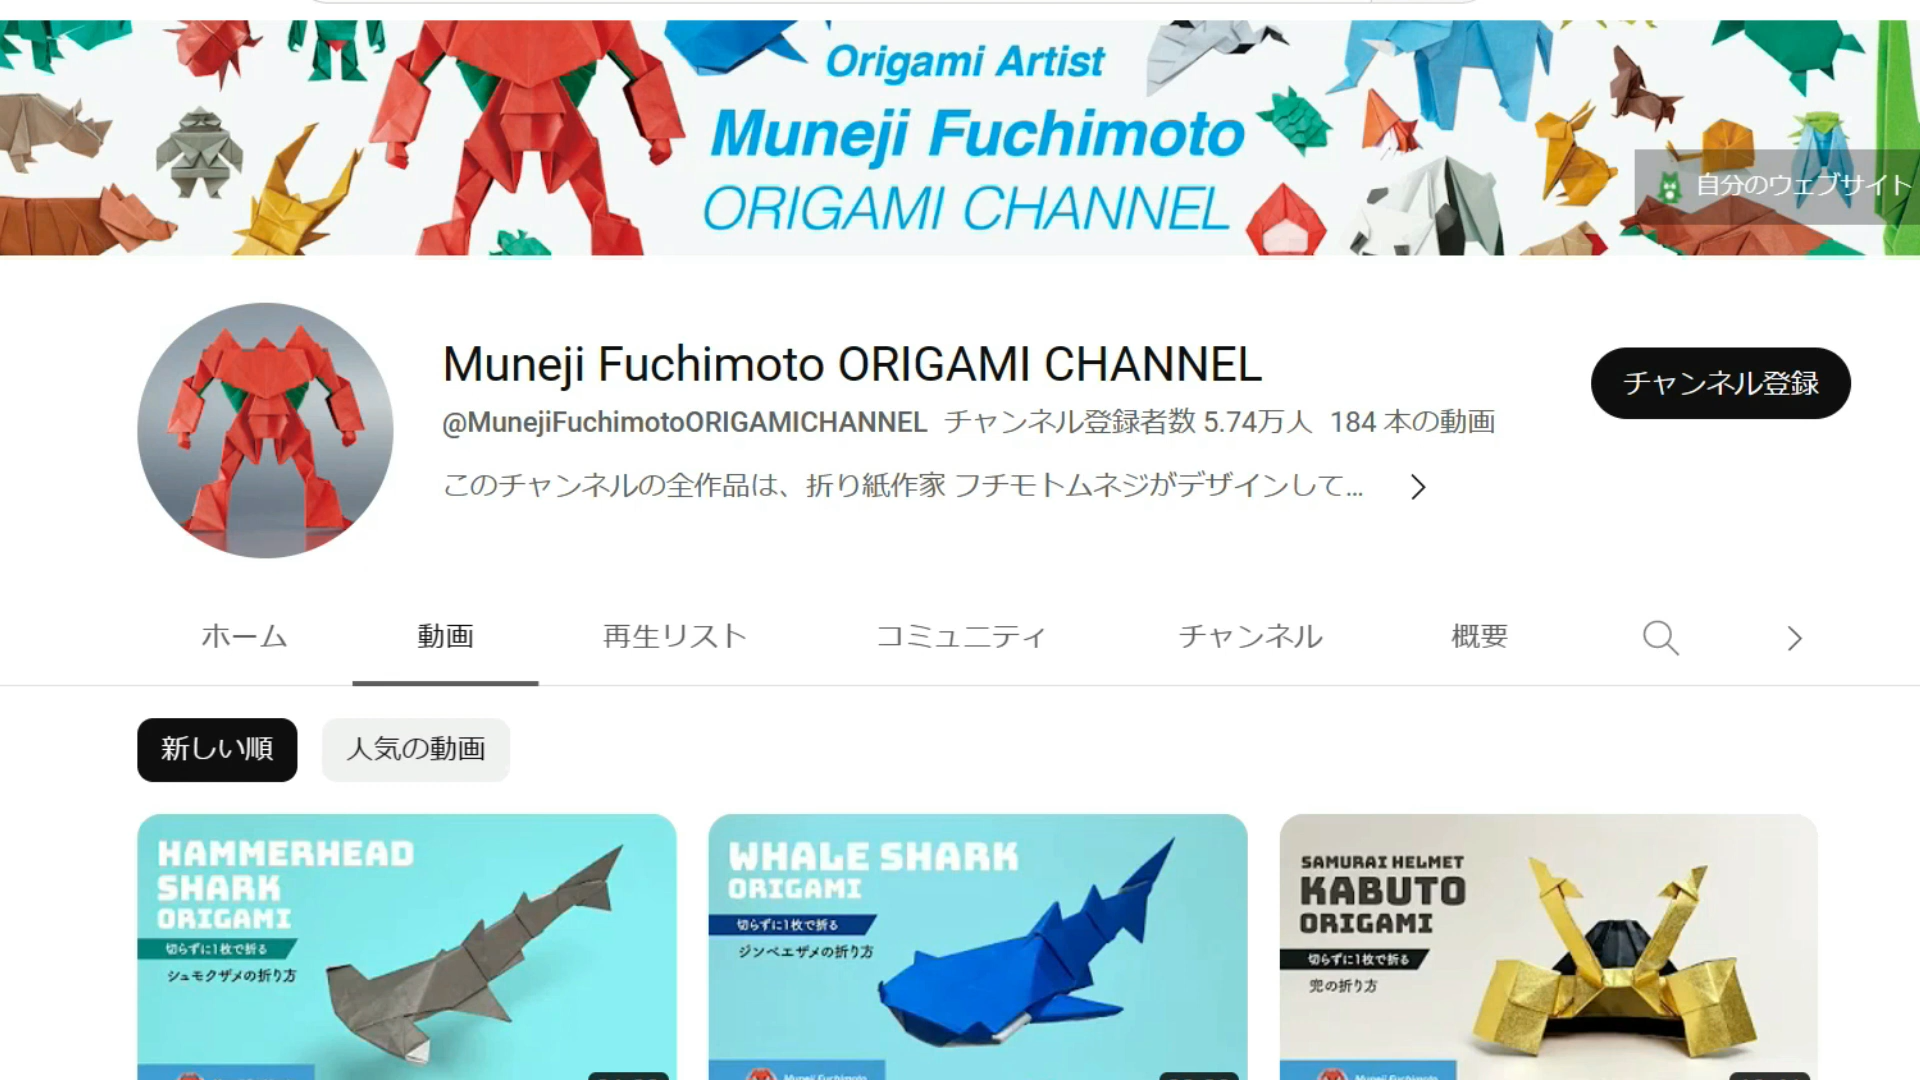 Origami Artist
Muneji Fuchimoto
ORIGAMI CHANNEL
自分のウェブサイト
Muneji Fuchimoto ORIGAMI CHANNEL
@MunejiFuchimotoORIGAMICHANNEL チャンネル登録者数 5.74万人 184 本の動画
チャンネル登録
このチャンネルの全作品は、折り紙作家 フチモトムネジがデザインして...
ホーム 動画 再生リスト コミュニティ チャンネル 概要
新しい順 人気の動画
HAMMERHEAD
SHARK
ORIGAMI
切らずに1枚で折る
シュモクザメの折り方
WHALE SHARK
ORIGAMI
切らずに1枚で折る
ジンベエザメの折り方
SAMURAI HELMET
KABUTO
ORIGAMI
切らずに1枚で折る
兜の折り方